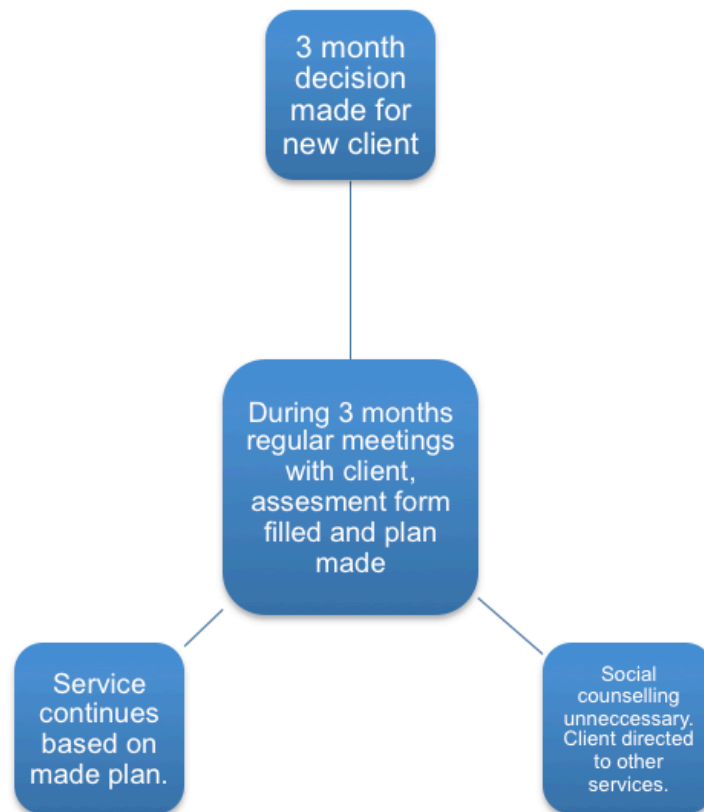 3 month
decision
made for
new client
During 3 months
regular meetings
with client,
assesment form
filled and plan
made
Service
continues
based on
made plan.
Social
counselling
unneccessary.
Client directed
to other
services.